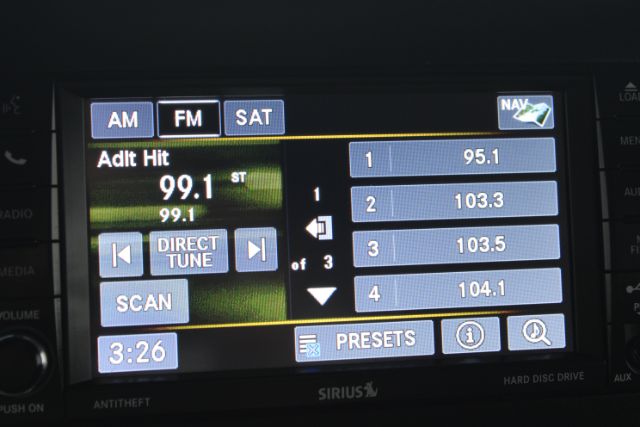 AM FM SAT NAV
Adlt Hit
99.1 ST
99.1
DIRECT
TUNE
SCAN
3:26
1
of 3
1 95.1
2 103.3
3 103.5
4 104.1
PRESETS
SIRIUS
HARD DISC DRIVE
ANTITHEFT
RADIO
MEDIA
VOLUME
PUSH ON
LOAD
MEN
AUX